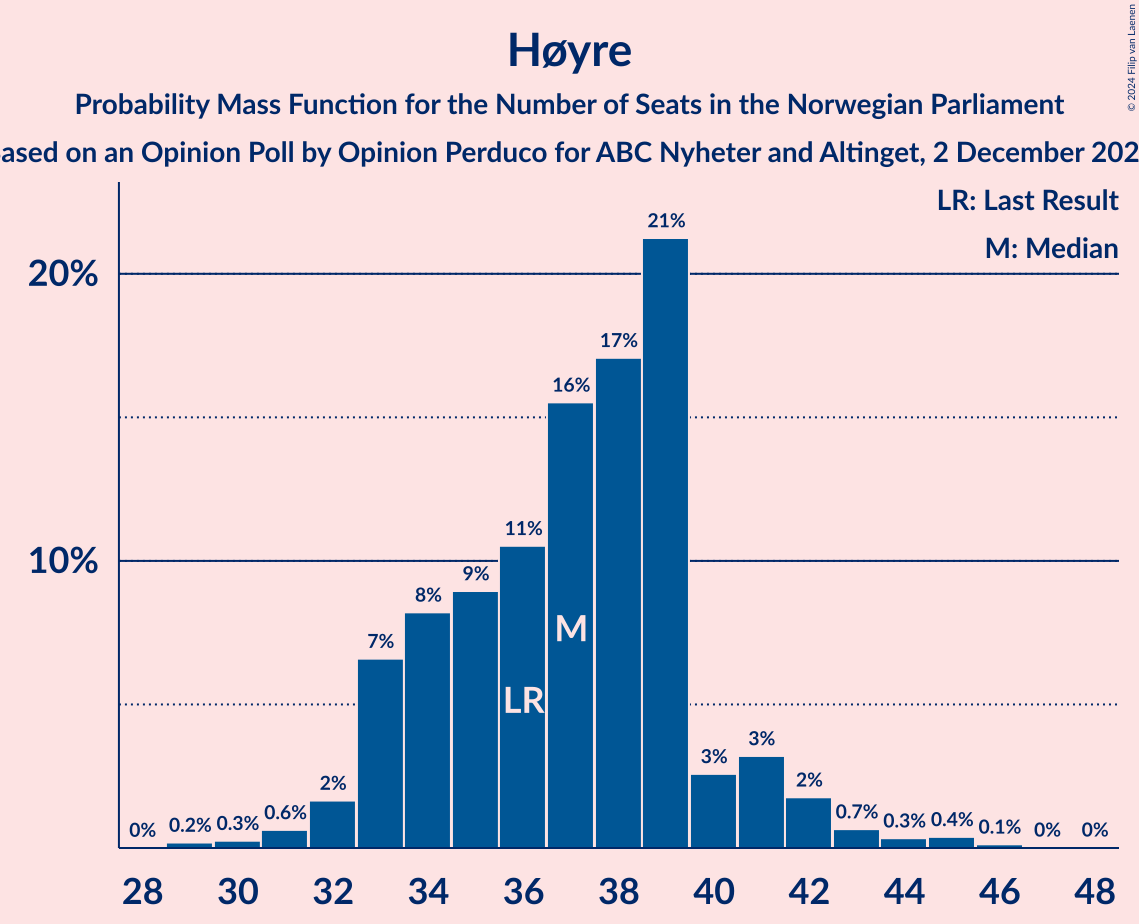 Høyre
Probability Mass Function for the Number of Seats in the Norwegian Parliament
ased on an Opinion Poll by Opinion Perduco for ABC Nyheter and Altinget, 2 December 202
© 2024 Filip van Laenen
LR: Last Result
M: Median
20%
10%
0%
0.2%
0.3%
0.6%
2%
7%
8%
9%
11%
16%
17%
21%
3%
3%
2%
0.7%
0.3%
0.4%
0.1%
0%
0%
LR
M
28 30 32 34 36 38 40 42 44 46 48